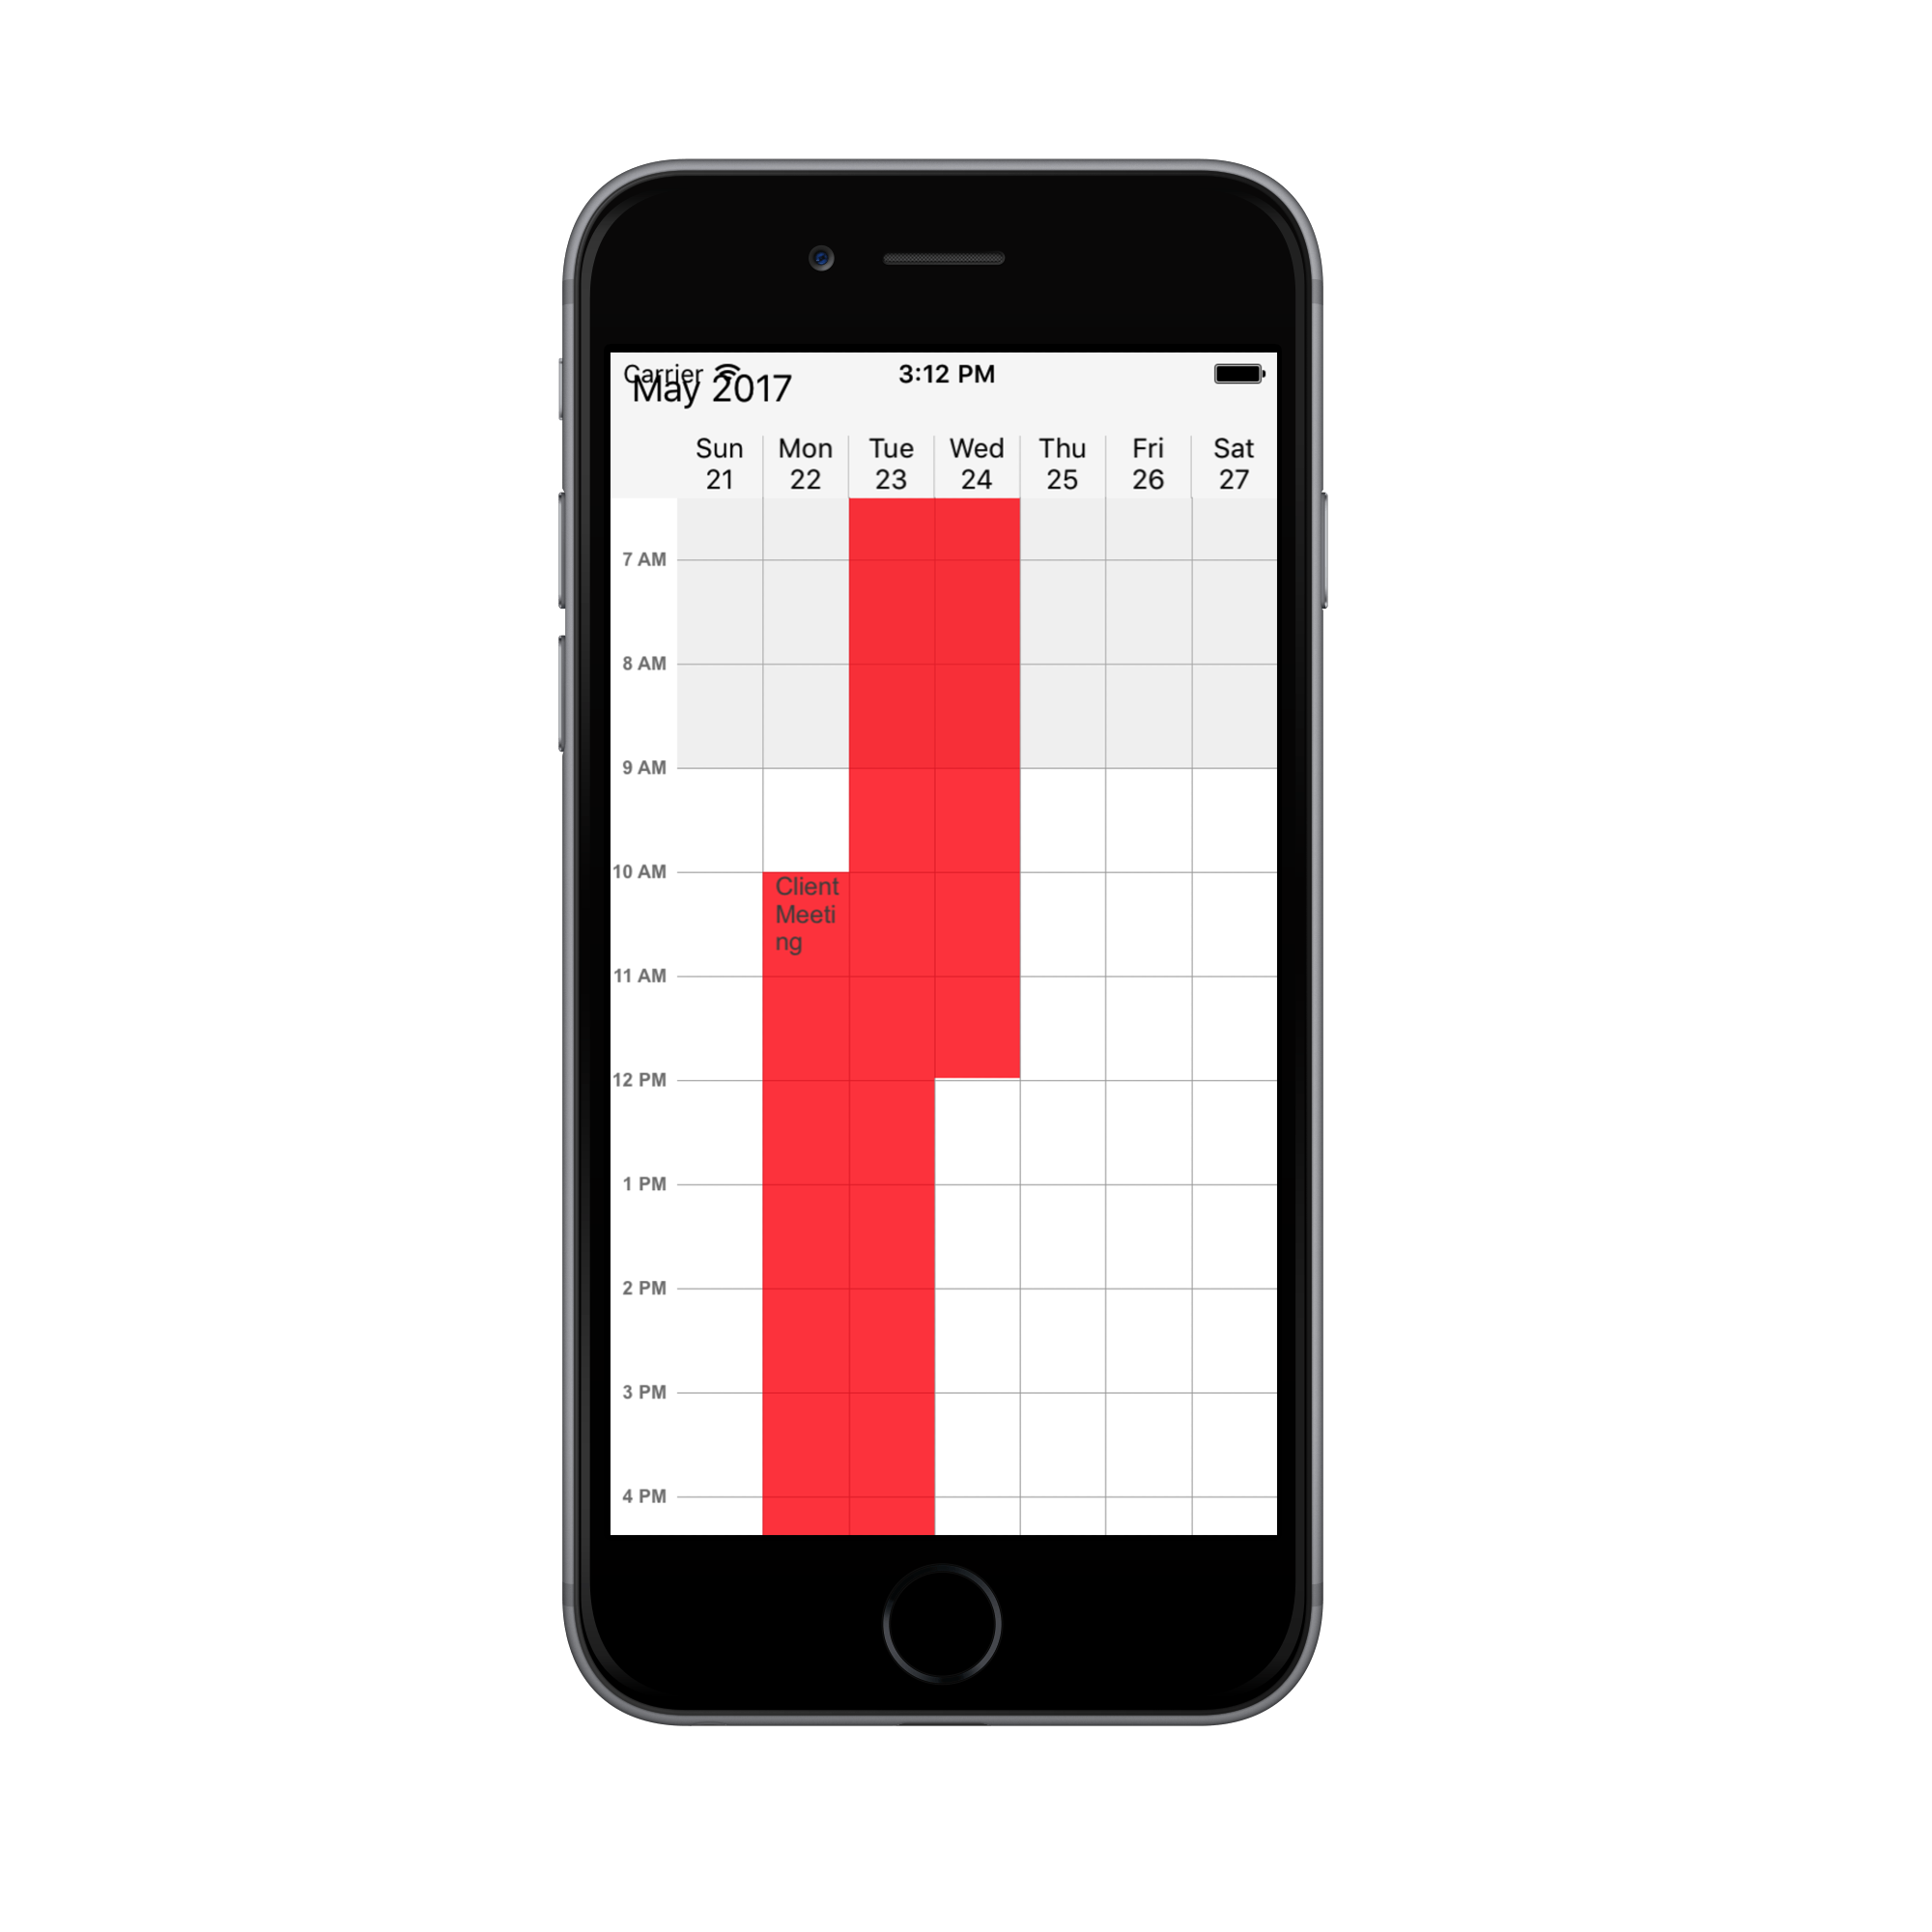 Carrier 3:12 PM
May 2017
Sun Mon Tue Wed Thu Fri Sat
21 22 23 24 25 26 27
7 AM
8 AM
9 AM
10 AM
Client
Meeti
ng
11 AM
12 PM
1 PM
2 PM
3 PM
4 PM